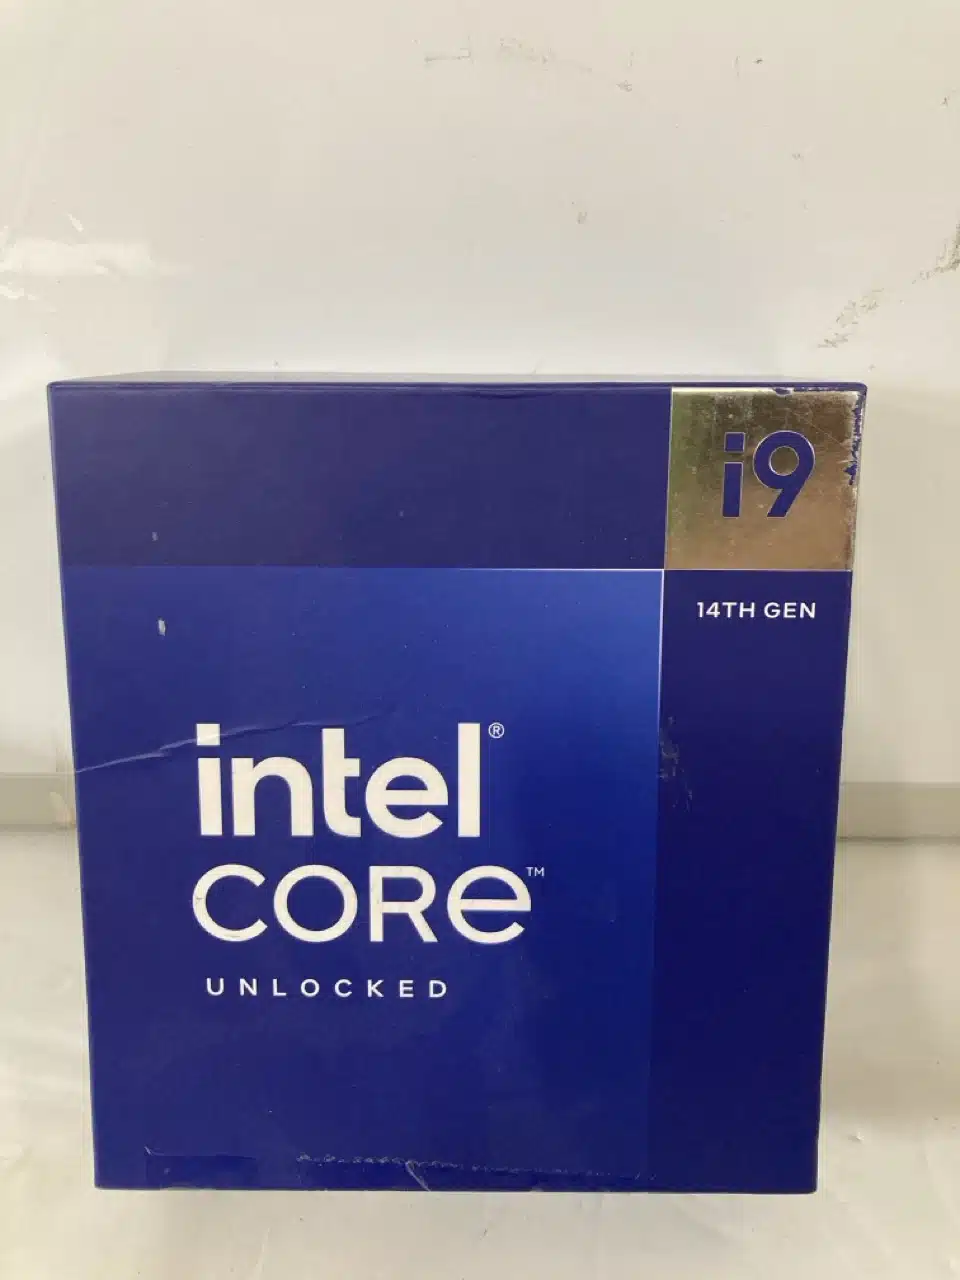 i9
14TH GEN
intel®
CORE™
UNLOCKED